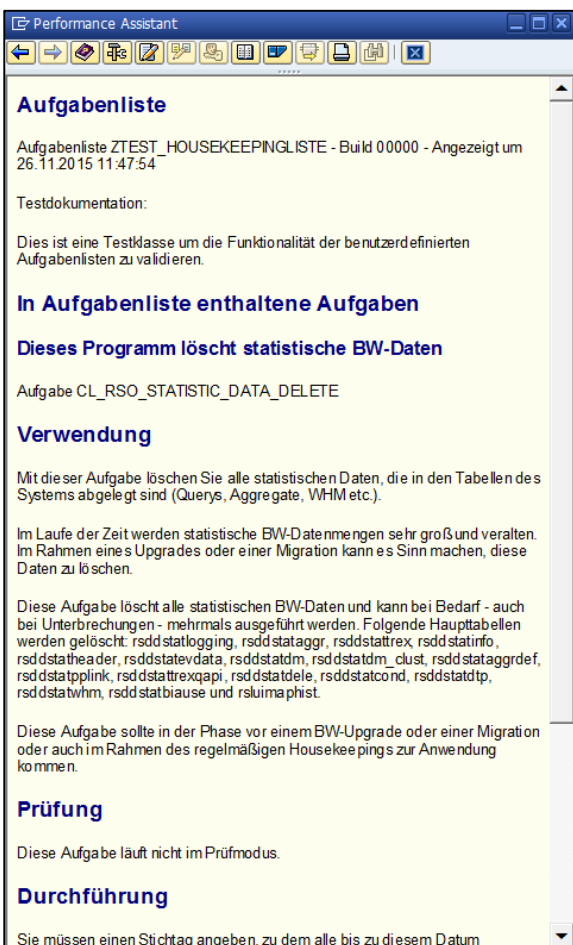 Performance Assistant
Aufgabenliste
Aufgabenliste ZTEST_HOUSEKEEPINGLISTE - Build 00000 - Angezeigt um
26.11.2015 11:47:54
Testdokumentation:
Dies ist eine Testklasse um die Funktionalität der benutzerdefinierten
Aufgabenlisten zu validieren.
In Aufgabenliste enthaltene Aufgaben
Dieses Programm löscht statistische BW-Daten
Aufgabe CL_RSO_STATISTIC_DATA_DELETE
Verwendung
Mit dieser Aufgabe löschen Sie alle statistischen Daten, die in den Tabellen des
Systems abgelegt sind (Querys, Aggregate, WHM etc.).
Im Laufe der Zeit werden statistische BW-Datenmengen sehr groß und veralten.
Im Rahmen eines Upgrades oder einer Migration kann es Sinn machen, diese
Daten zu löschen.
Diese Aufgabe löscht alle statistischen BW-Daten und kann bei Bedarf - auch
bei Unterbrechungen - mehrmals ausgeführt werden. Folgende Haupttabellen
werden gelöscht: rsddstatlogging, rsddstataggr, rsddstattrex, rsddstatinfo,
rsddstatheader, rsddstatevdata, rsddstatdm, rsddstatdm_clust, rsddstataggrdef,
rsddstatpplink, rsddstattrexqapi, rsddstatdele, rsddstatcond, rsddstatdtp,
rsddstatwhm, rsddstatbiause und rsluimaphist.
Diese Aufgabe sollte in der Phase vor einem BW-Upgrade oder einer Migration
oder auch im Rahmen des regelmäßigen Housekeepings zur Anwendung
kommen.
Prüfung
Diese Aufgabe läuft nicht im Prüfmodus.
Durchführung
Sie müssen einen Stichtag angeben, zu dem alle bis zu diesem Datum